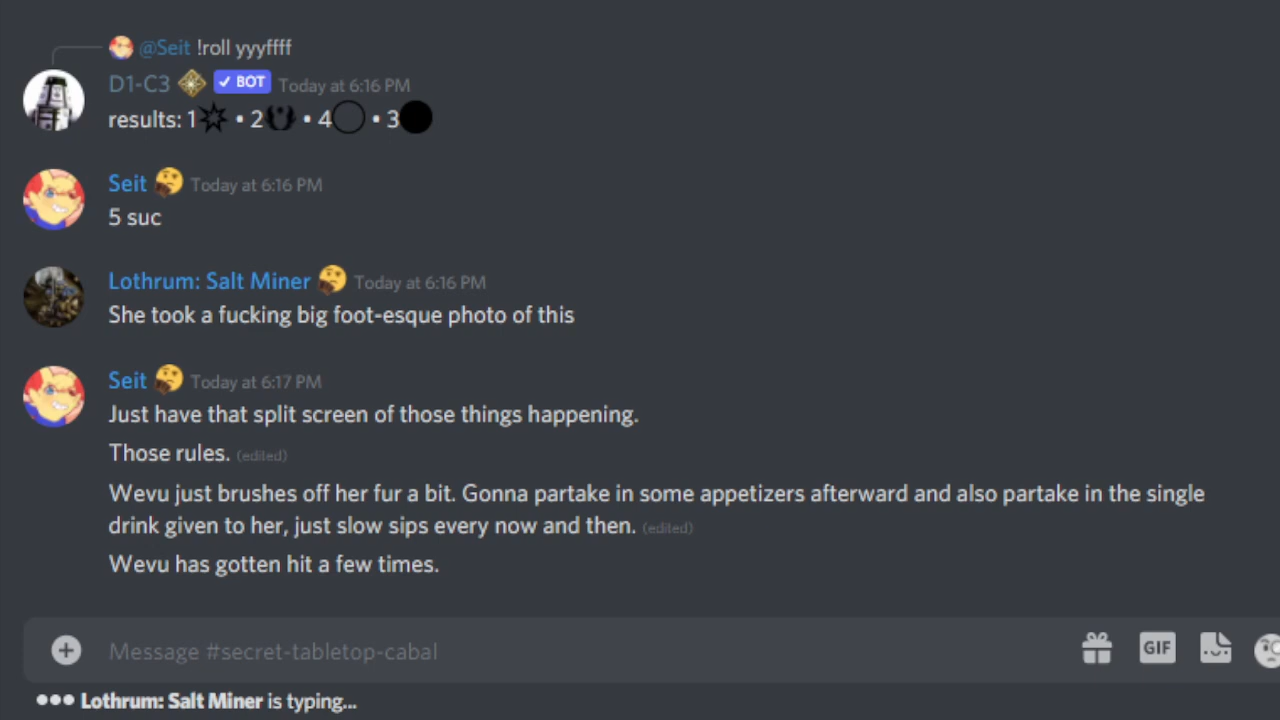 @Seit !roll yyyffff
D1-C3 ✓ BOT Today at 6:16 PM
results: 1 • 2 • 4 • 3
Seit Today at 6:16 PM
5 suc
Lothrum: Salt Miner Today at 6:16 PM
She took a fucking big foot-esque photo of this
Seit Today at 6:17 PM
Just have that split screen of those things happening.
Those rules. (edited)
Wevu just brushes off her fur a bit. Gonna partake in some appetizers afterward and also partake in the single
drink given to her, just slow sips every now and then. (edited)
Wevu has gotten hit a few times.
Message #secret-tabletop-cabal
GIF
Lothrum: Salt Miner is typing...